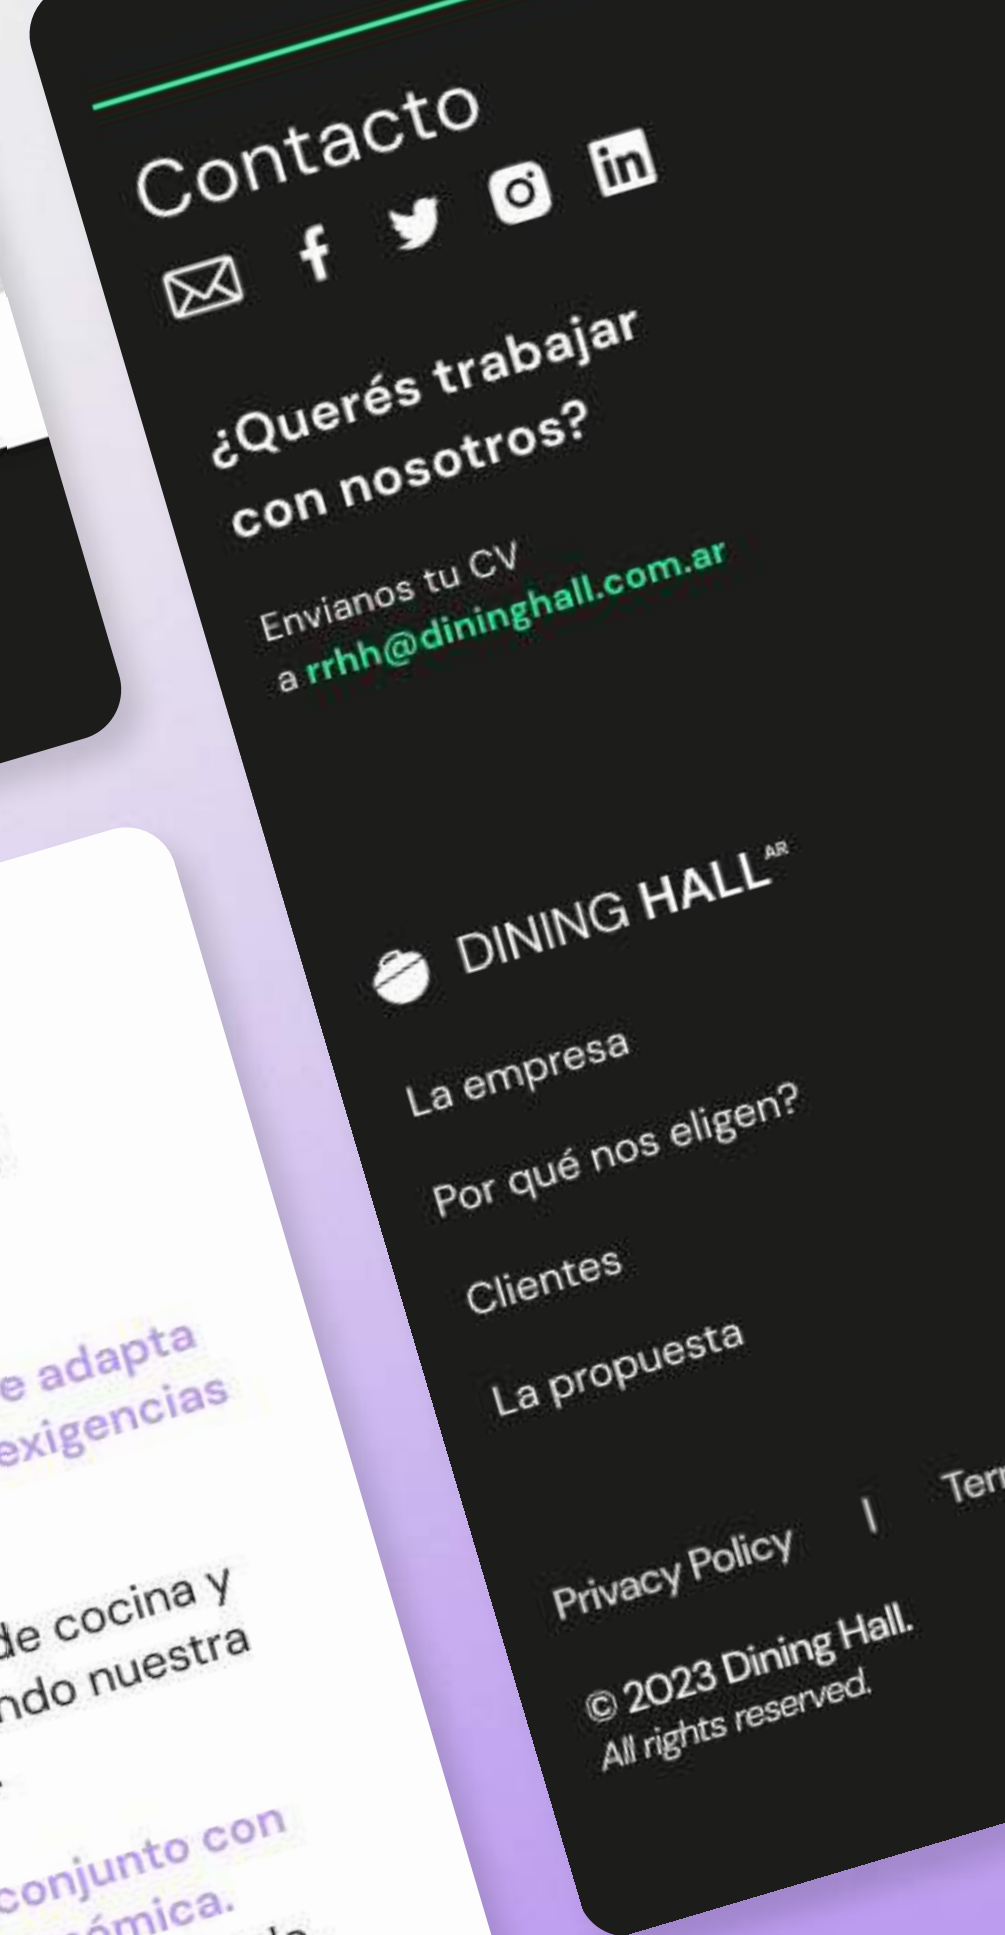 Contacto
¿Querés trabajar
con nosotros?
Envianos tu CV
a rrhh@dininghall.com.ar
DINING HALL AR
La empresa
Por qué nos eligen?
Clientes
La propuesta
Privacy Policy |
© 2023 Dining Hall.
All rights reserved.
adapta
exigencias
de cocina y
nuestra
conjunto con